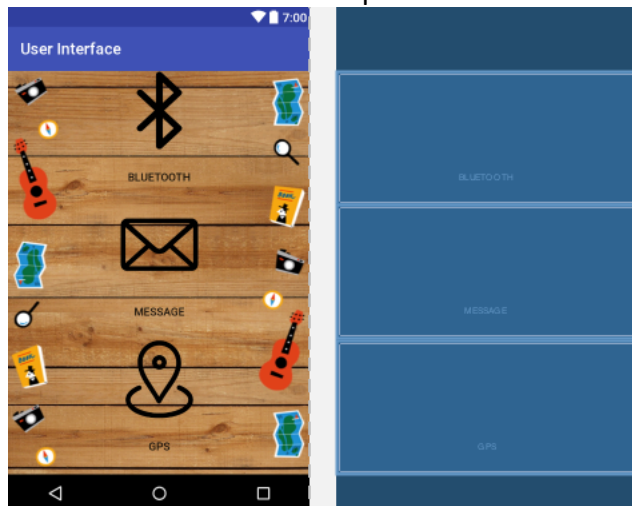 7:00
User Interface
BLUETOOTH
MESSAGE
GPS
BLUETOOTH
MESSAGE
GPS